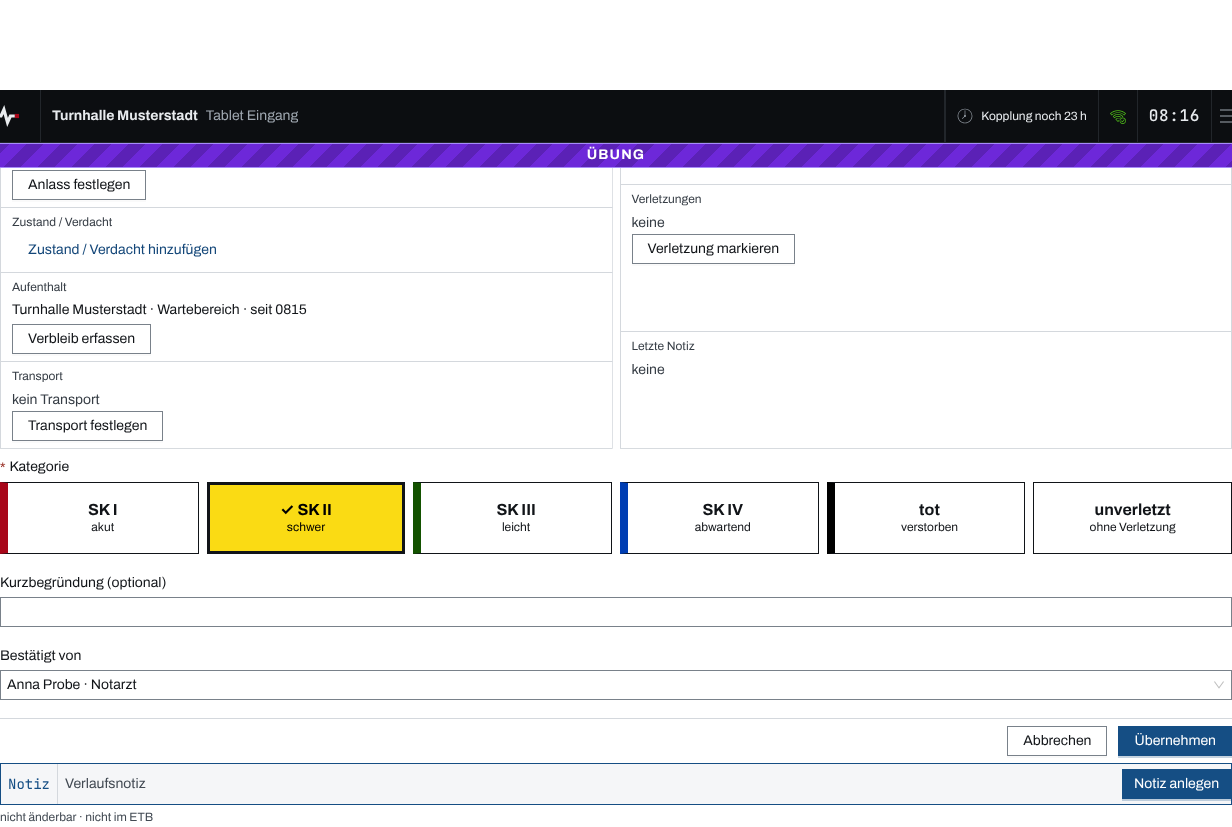 Turnhalle Musterstadt Tablet Eingang Kopplung noch 23 h 08:16
ÜBUNG
Anlass festlegen
Zustand / Verdacht
Zustand / Verdacht hinzufügen
Aufenthalt
Turnhalle Musterstadt · Wartebereich · seit 0815
Verbleib erfassen
Transport
kein Transport
Transport festlegen
Verletzungen
keine
Verletzung markieren
Letzte Notiz
keine
* Kategorie
SK I
akut
SK II
schwer
SK III
leicht
SK IV
abwartend
tot
verstorben
unverletzt
ohne Verletzung
Kurzbegründung (optional)
Bestätigt von
Anna Probe · Notarzt
Abbrechen Übernehmen
Notiz Verlaufsnotiz Notiz anlegen
nicht änderbar · nicht im ETB